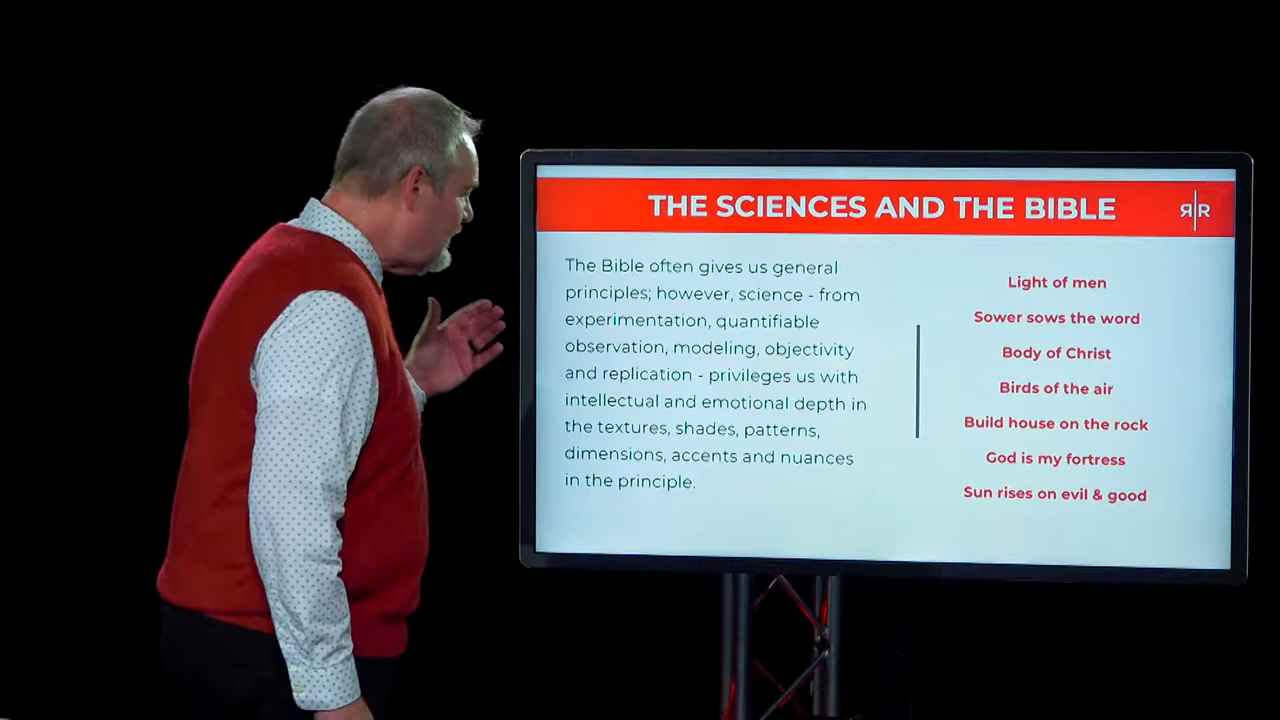 THE SCIENCES AND THE BIBLE
R|R
The Bible often gives us general
principles; however, science - from
experimentation, quantifiable
observation, modeling, objectivity
and replication - privileges us with
intellectual and emotional depth in
the textures, shades, patterns,
dimensions, accents and nuances
in the principle.
Light of men
Sower sows the word
Body of Christ
Birds of the air
Build house on the rock
God is my fortress
Sun rises on evil & good